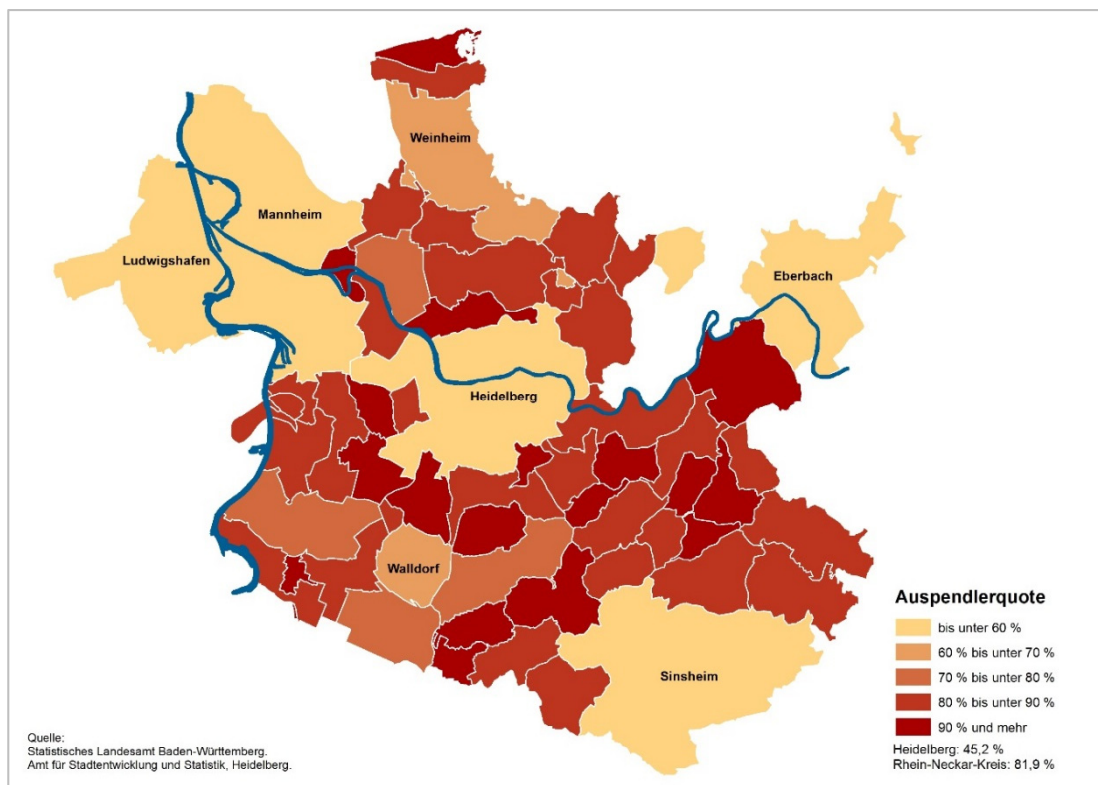 Weinheim
Mannheim
Ludwigshafen
Eberbach
Heidelberg
Walldorf
Sinsheim
Auspendlerquote
bis unter 60 %
60 % bis unter 70 %
70 % bis unter 80 %
80 % bis unter 90 %
90 % und mehr
Heidelberg: 45,2 %
Rhein-Neckar-Kreis: 81,9 %
Quelle:
Statistisches Landesamt Baden-Württemberg.
Amt für Stadtentwicklung und Statistik, Heidelberg.